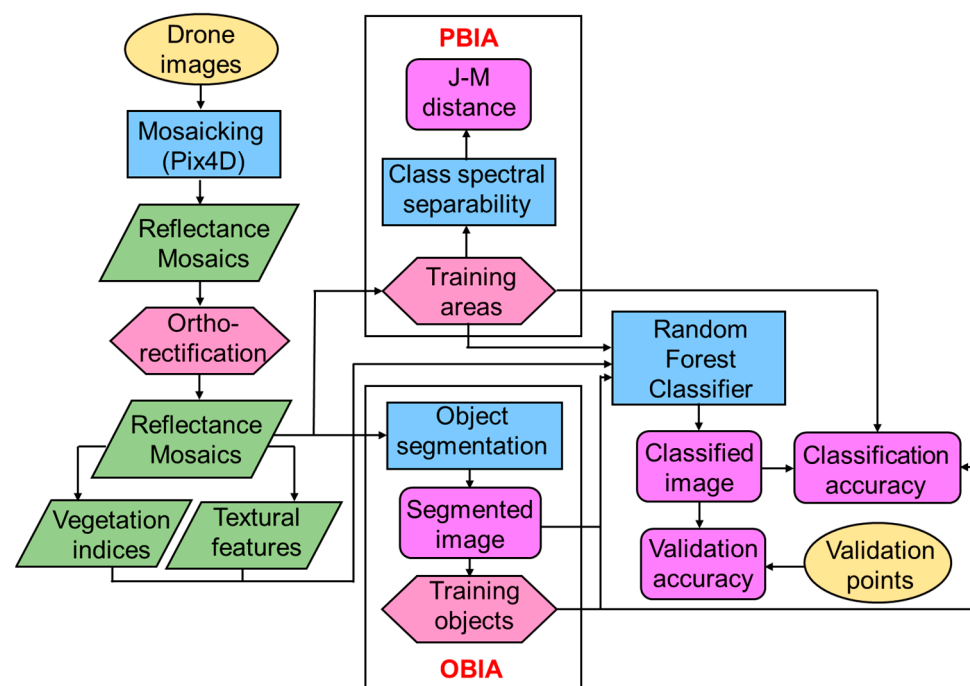 Drone
images
Mosaicking
(Pix4D)
Reflectance
Mosaics
Ortho-
rectification
Reflectance
Mosaics
Vegetation
indices
Textural
features
PBIA
J-M
distance
Class spectral
separability
Training
areas
Object
segmentation
Segmented
image
Training
objects
OBIA
Random
Forest
Classifier
Classified
image
Classification
accuracy
Validation
accuracy
Validation
points